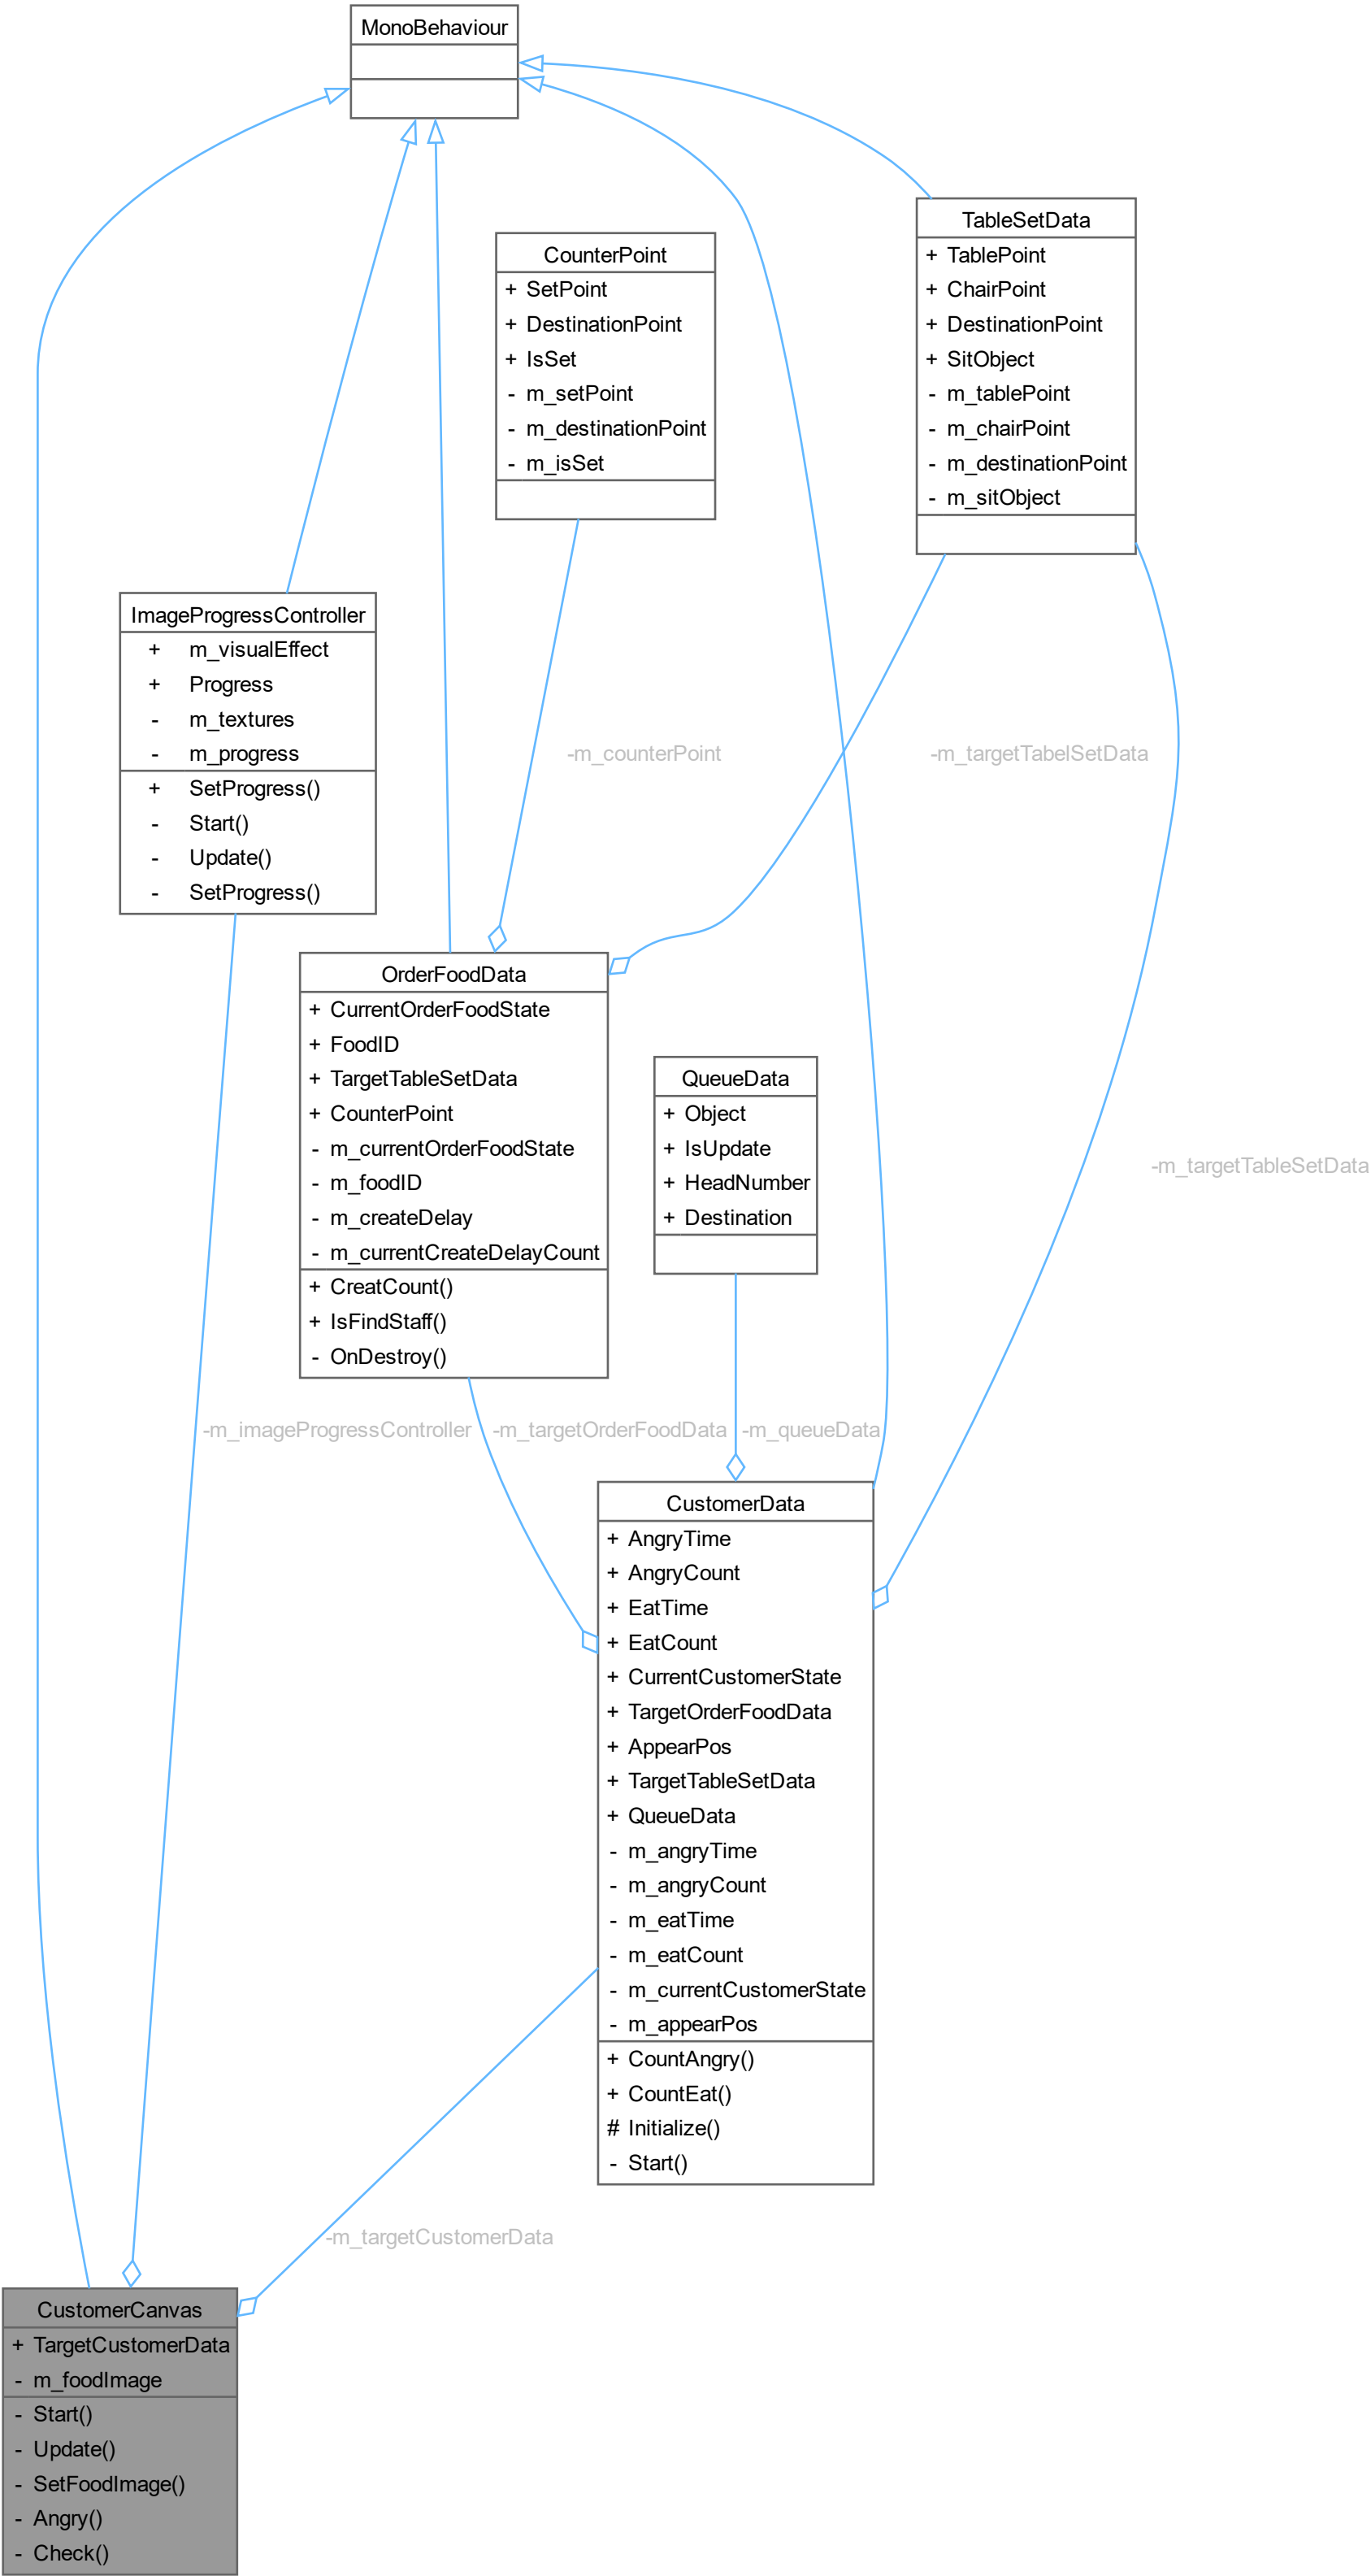 MonoBehaviour
TableSetData
+ TablePoint
+ ChairPoint
+ DestinationPoint
+ SitObject
- m_tablePoint
- m_chairPoint
- m_destinationPoint
- m_sitObject
CounterPoint
+ SetPoint
+ DestinationPoint
+ IsSet
- m_setPoint
- m_destinationPoint
- m_isSet
ImageProgressController
+ m_visualEffect
+ Progress
- m_textures
- m_progress
+ SetProgress()
- Start()
- Update()
- SetProgress()
-m_counterPoint
-m_targetTabelSetData
OrderFoodData
+ CurrentOrderFoodState
+ FoodID
+ TargetTableSetData
+ CounterPoint
- m_currentOrderFoodState
- m_foodID
- m_createDelay
- m_currentCreateDelayCount
+ CreatCount()
+ IsFindStaff()
- OnDestroy()
QueueData
+ Object
+ IsUpdate
+ HeadNumber
+ Destination
-m_targetTableSetData
-m_imageProgressController
-m_targetOrderFoodData
-m_queueData
CustomerData
+ AngryTime
+ AngryCount
+ EatTime
+ EatCount
+ CurrentCustomerState
+ TargetOrderFoodData
+ AppearPos
+ TargetTableSetData
+ QueueData
- m_angryTime
- m_angryCount
- m_eatTime
- m_eatCount
- m_currentCustomerState
- m_appearPos
+ CountAngry()
+ CountEat()
# Initialize()
- Start()
-m_targetCustomerData
CustomerCanvas
+ TargetCustomerData
- m_foodImage
- Start()
- Update()
- SetFoodImage()
- Angry()
- Check()